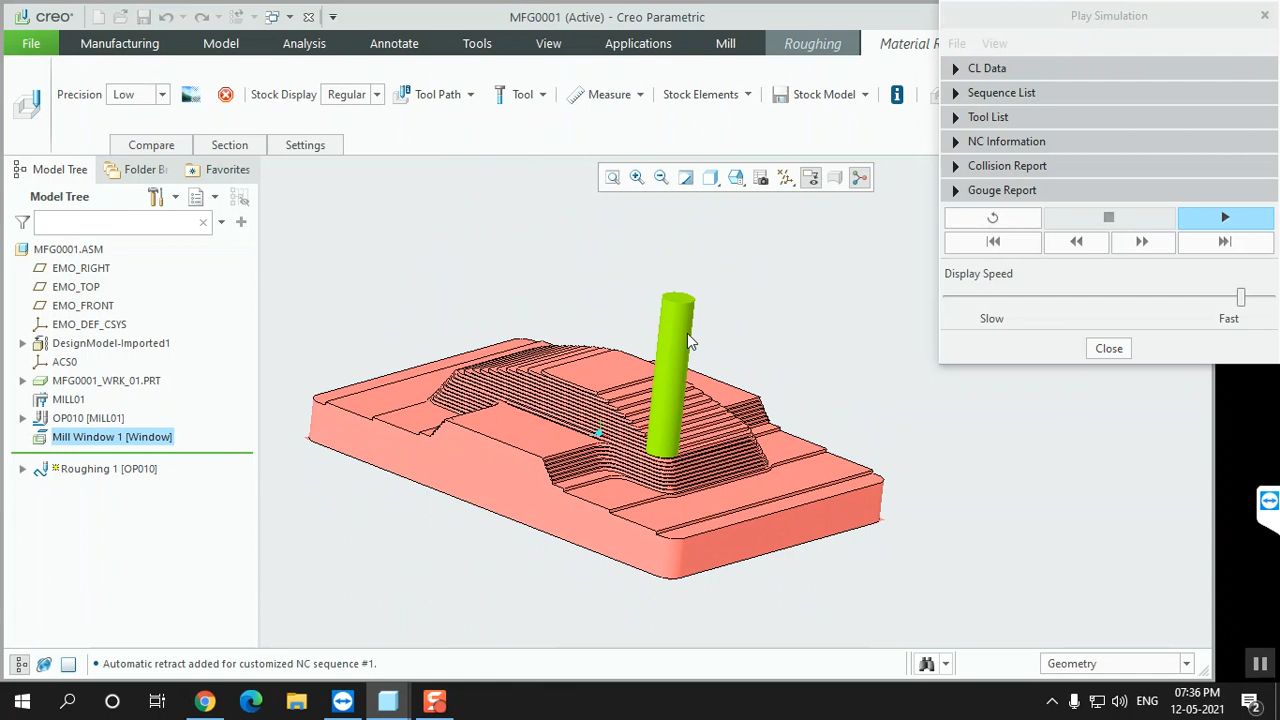 creo
MFG0001 (Active) - Creo Parametric
Play Simulation
File
Manufacturing
Model
Analysis
Annotate
Tools
View
Applications
Mill
Roughing
Material R
File
View
Precision
Low
Stock Display
Regular
Tool Path
Tool
Measure
Stock Elements
Stock Model
Compare
Section
Settings
CL Data
Sequence List
Tool List
NC Information
Collision Report
Gouge Report
Display Speed
Slow
Fast
Close
Model Tree
Folder B
Favorites
Model Tree
MFG0001.ASM
EMO_RIGHT
EMO_TOP
EMO_FRONT
EMO_DEF_CSYS
DesignModel-Imported1
ACS0
MFG0001_WRK_01.PRT
MILL01
OP010 [MILL01]
Mill Window 1 [Window]
Roughing 1 [OP010]
• Automatic retract added for customized NC sequence #1.
Geometry
ENG
07:36 PM
12-05-2021
2